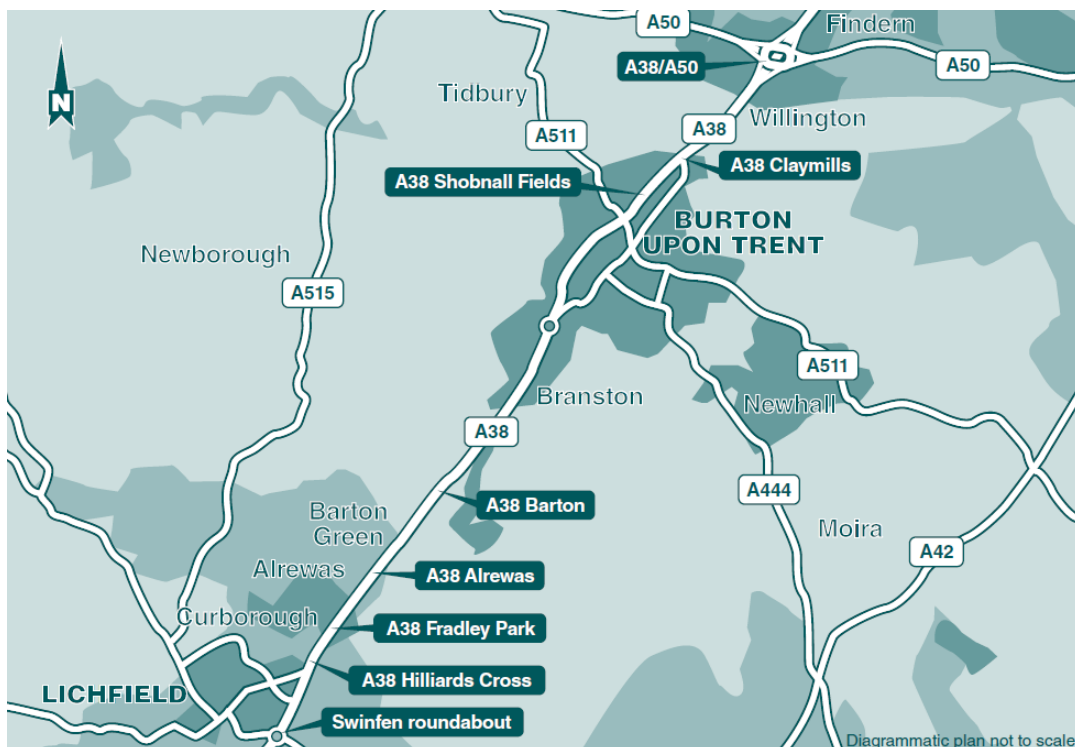 A50
Findern
A38/A50
A50
Tidbury
A38
Willington
A511
A38 Claymills
A38 Shobnall Fields
BURTON
UPON TRENT
N
Newborough
A515
A511
Branston
Newhall
A38
A444
A38 Barton
Barton
Green
Moira
A42
Alrewas
A38 Alrewas
Curborough
A38 Fradley Park
A38 Hilliards Cross
LICHFIELD
Swinfen roundabout
Diagrammatic plan not to scale